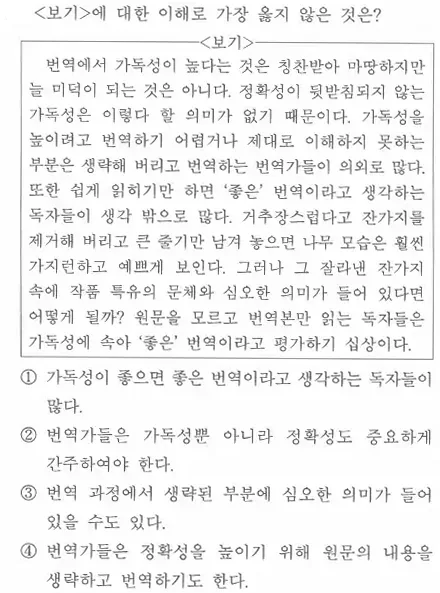 <보기>에 대한 이해로 가장 옳지 않은 것은?
<보기>
번역에서 가독성이 높다는 것은 칭찬받아 마땅하지만
늘 미덕이 되는 것은 아니다. 정확성이 뒷받침되지 않는
가독성은 이렇다 할 의미가 없기 때문이다. 가독성을
높이려고 번역하기 어렵거나 제대로 이해하지 못하는
부분은 생략해 버리고 번역하는 번역가들이 의외로 많다.
또한 쉽게 읽히기만 하면 ‘좋은’ 번역이라고 생각하는
독자들이 생각 밖으로 많다. 거추장스럽다고 잔가지를
제거해 버리고 큰 줄기만 남겨 놓으면 나무 모습은 훨씬
가지런하고 예쁘게 보인다. 그러나 그 잘라낸 잔가지
속에 작품 특유의 문체와 심오한 의미가 들어 있다면
어떻게 될까? 원문을 모르고 번역본만 읽는 독자들은
가독성에 속아 ‘좋은’ 번역이라고 평가하기 십상이다.
① 가독성이 좋으면 좋은 번역이라고 생각하는 독자들이
많다.
② 번역가들은 가독성뿐 아니라 정확성도 중요하게
간주하여야 한다.
③ 번역 과정에서 생략된 부분에 심오한 의미가 들어
있을 수도 있다.
④ 번역가들은 정확성을 높이기 위해 원문의 내용을
생략하고 번역하기도 한다.